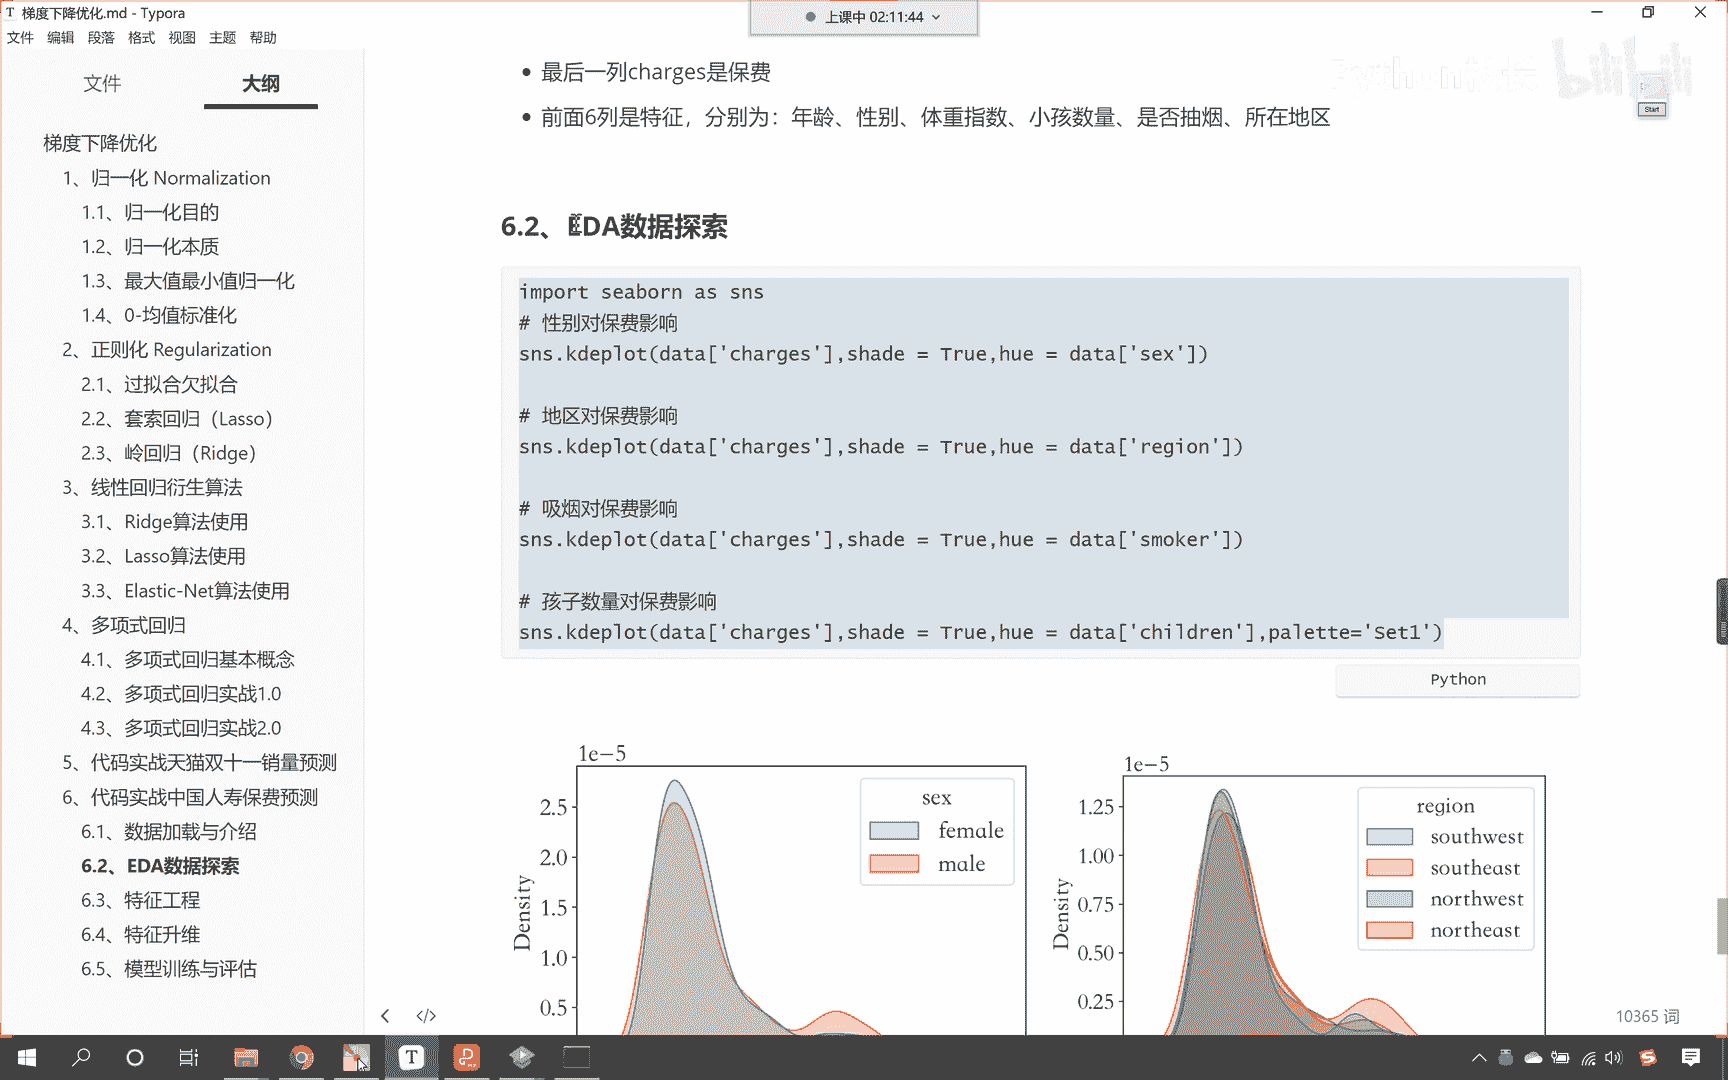 梯度下降优化.md - Typora
上课中 02:11:44
文件 编辑 段落 格式 视图 主题 帮助
文件 大纲
梯度下降优化
1、归一化 Normalization
1.1、归一化目的
1.2、归一化本质
1.3、最大值最小值归一化
1.4、0-均值标准化
2、正则化 Regularization
2.1、过拟合欠拟合
2.2、套索回归（Lasso）
2.3、岭回归（Ridge）
3、线性回归衍生算法
3.1、Ridge算法使用
3.2、Lasso算法使用
3.3、Elastic-Net算法使用
4、多项式回归
4.1、多项式回归基本概念
4.2、多项式回归实战1.0
4.3、多项式回归实战2.0
5、代码实战天猫双十一销量预测
6、代码实战中国人寿保费预测
6.1、数据加载与介绍
6.2、EDA数据探索
6.3、特征工程
6.4、特征升维
6.5、模型训练与评估
最后一列charges是保费
前面6列是特征，分别为：年龄、性别、体重指数、小孩数量、是否抽烟、所在地区
bilibili
Start
6.2、EDA数据探索
import seaborn as sns
# 性别对保费影响
sns.kdeplot(data['charges'],shade = True,hue = data['sex'])
# 地区对保费影响
sns.kdeplot(data['charges'],shade = True,hue = data['region'])
# 吸烟对保费影响
sns.kdeplot(data['charges'],shade = True,hue = data['smoker'])
# 孩子数量对保费影响
sns.kdeplot(data['charges'],shade = True,hue = data['children'],palette='Set1')
Python
1e−5
2.5
2.0
1.5
1.0
0.5
Density
sex
female
male
1e−5
1.25
1.00
0.75
0.50
0.25
Density
region
southwest
southeast
northwest
northeast
10365 词